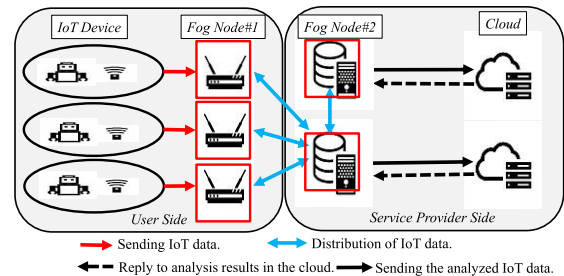 IoT Device
Fog Node#1
Fog Node#2
Cloud
User Side
Service Provider Side
Sending IoT data.
Distribution of IoT data.
Reply to analysis results in the cloud.
Sending the analyzed IoT data.